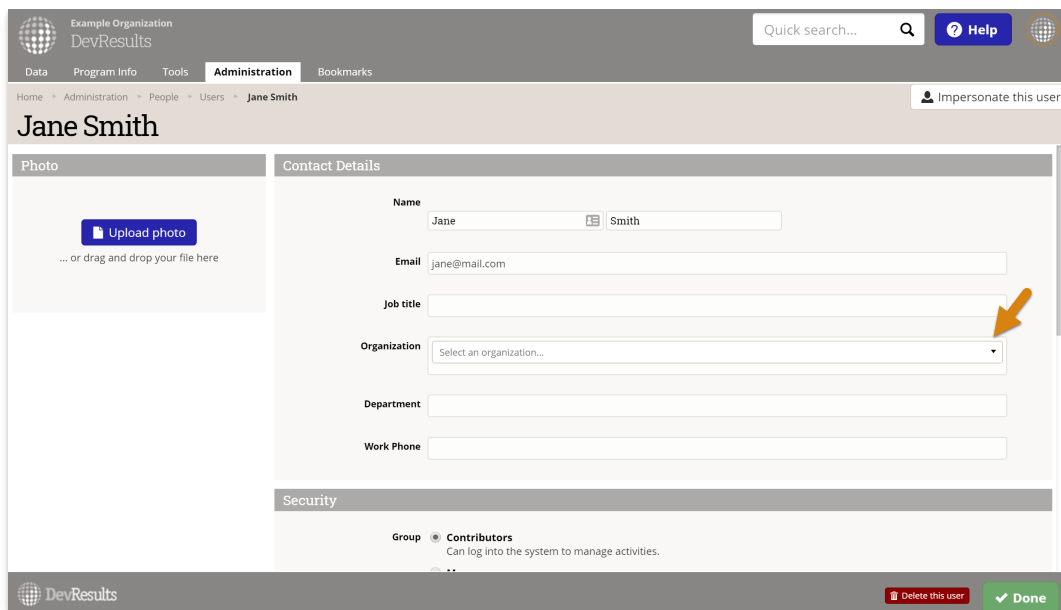 Example Organization
DevResults
Quick search...
Help
Data Program Info Tools Administration Bookmarks
Home Administration People Users Jane Smith
Impersonate this user
Jane Smith
Photo
Upload photo
... or drag and drop your file here
Contact Details
Name
Jane
Smith
Email
jane@mail.com
Job title
Organization
Select an organization...
Department
Work Phone
Security
Group
Contributors
Can log into the system to manage activities.
DevResults
Delete this user
Done